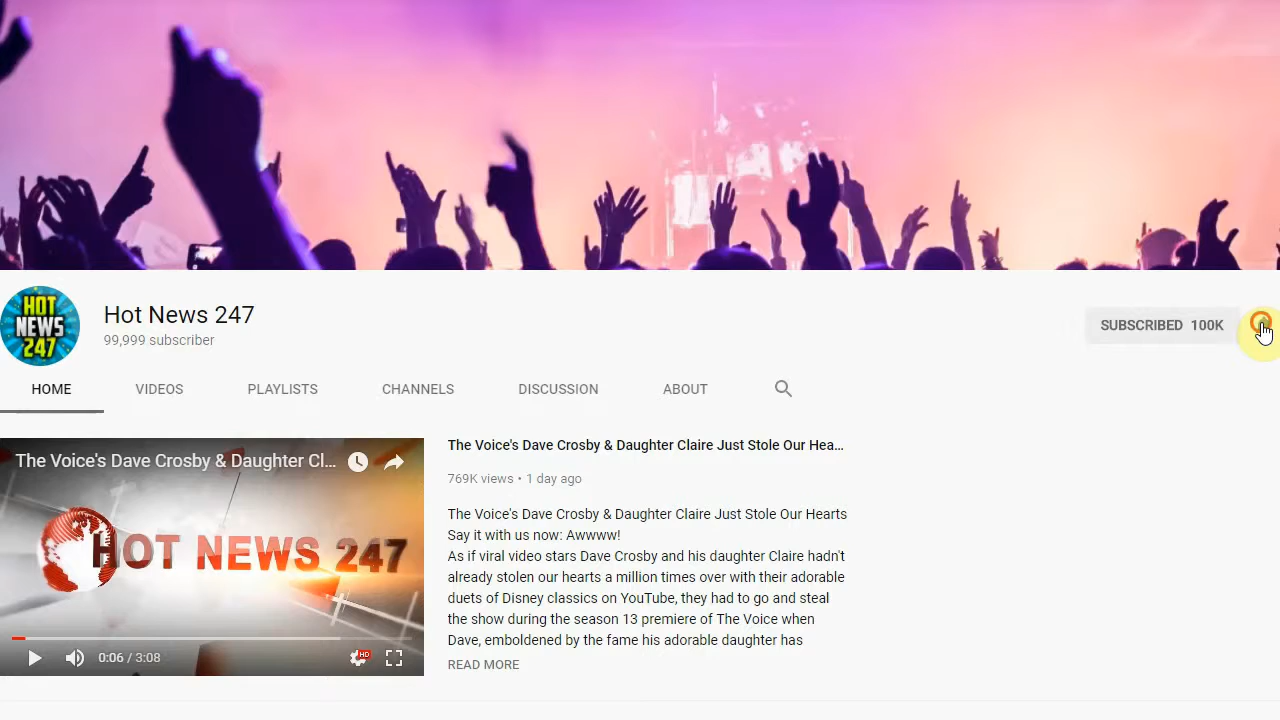 HOT
NEWS
247
Hot News 247
99,999 subscriber
SUBSCRIBED 100K
HOME VIDEOS PLAYLISTS CHANNELS DISCUSSION ABOUT
The Voice's Dave Crosby & Daughter Cl...
HOT NEWS 247
0:06 / 3:08
HD
The Voice's Dave Crosby & Daughter Claire Just Stole Our Hea...
769K views • 1 day ago
The Voice's Dave Crosby & Daughter Claire Just Stole Our Hearts
Say it with us now: Awwww!
As if viral video stars Dave Crosby and his daughter Claire hadn't
already stolen our hearts a million times over with their adorable
duets of Disney classics on YouTube, they had to go and steal
the show during the season 13 premiere of The Voice when
Dave, emboldened by the fame his adorable daughter has
READ MORE